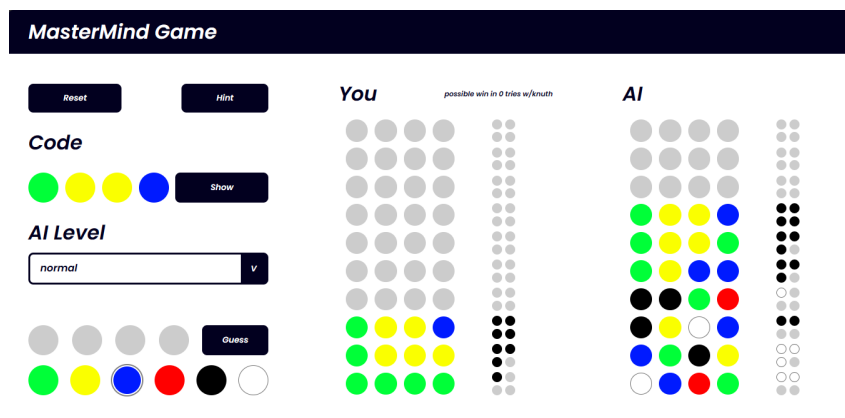 MasterMind Game
Reset
Hint
You
possible win in 0 tries w/knuth
AI
Code
Show
AI Level
normal
v
Guess